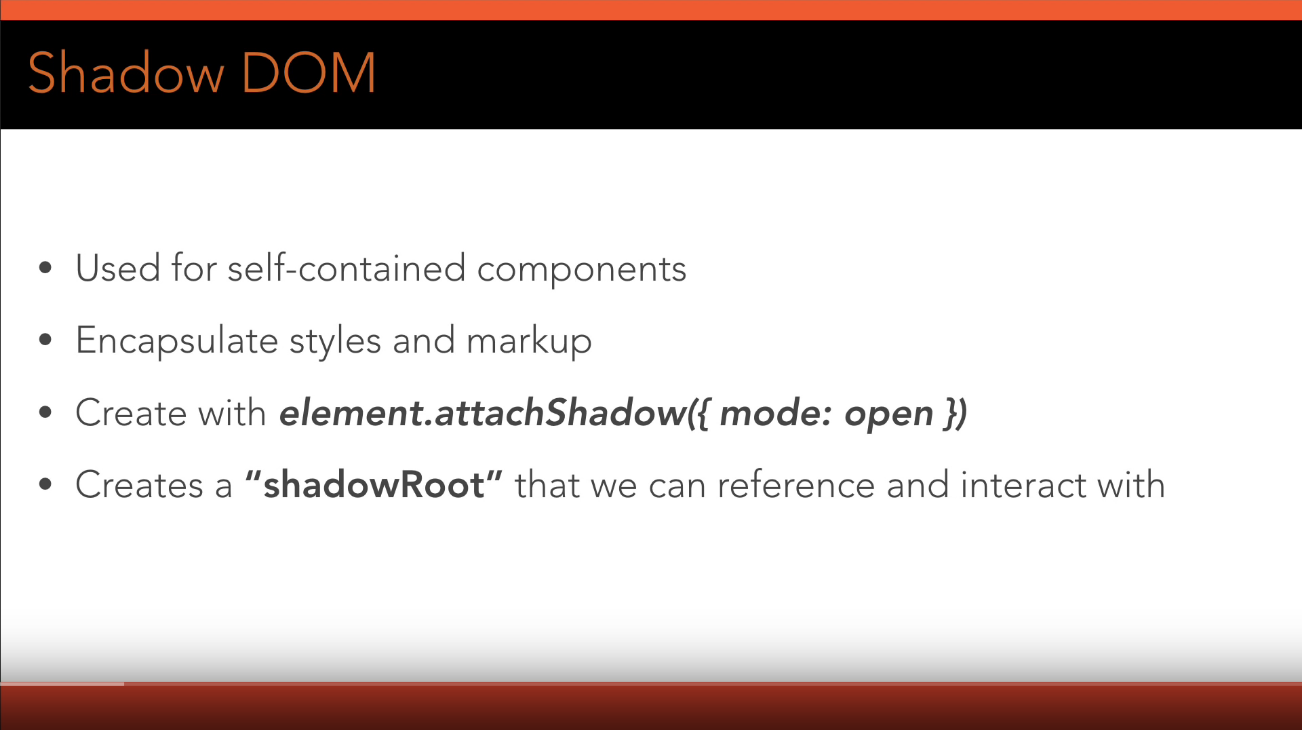 Shadow DOM
• Used for self-contained components
• Encapsulate styles and markup
• Create with element.attachShadow({ mode: open })
• Creates a “shadowRoot” that we can reference and interact with